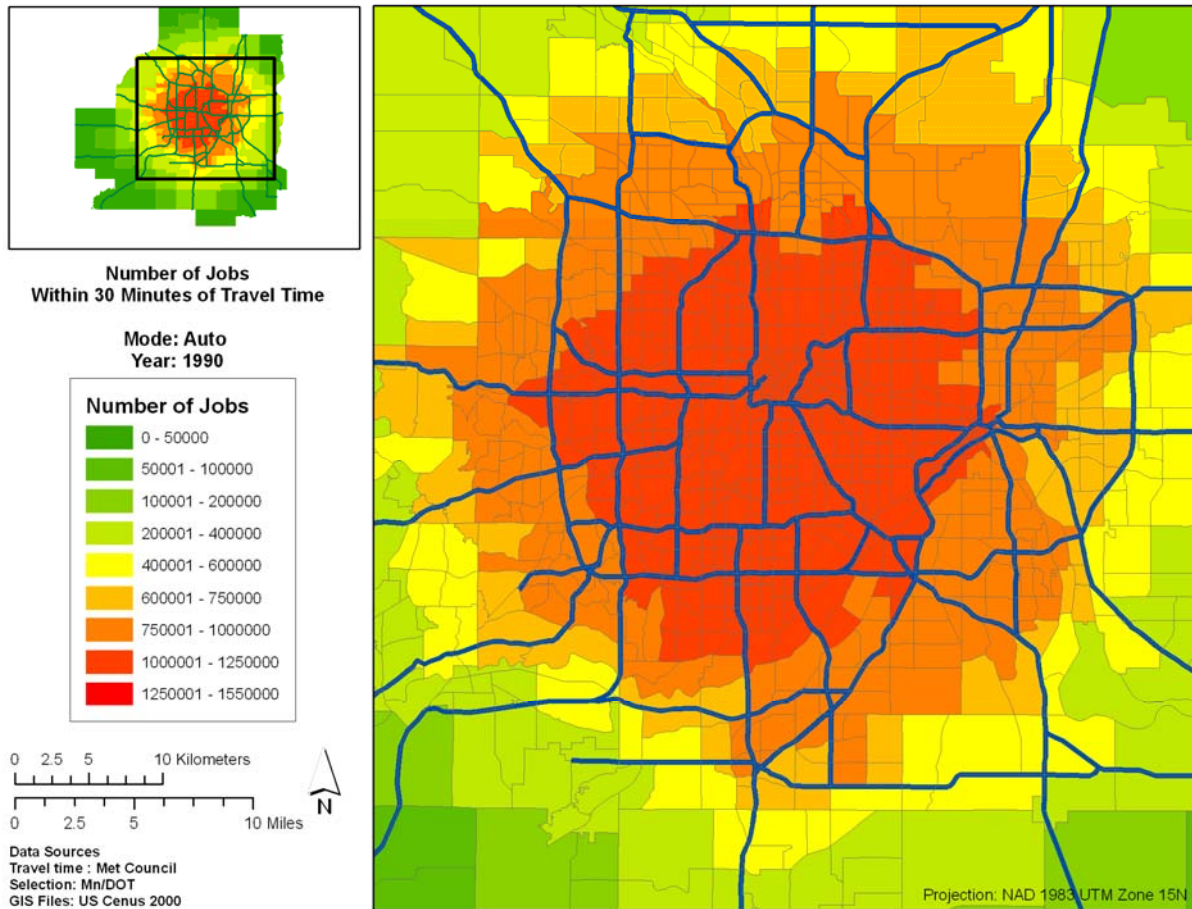 Number of Jobs
Within 30 Minutes of Travel Time
Mode: Auto
Year: 1990
Number of Jobs
0 - 50000
50001 - 100000
100001 - 200000
200001 - 400000
400001 - 600000
600001 - 750000
750001 - 1000000
1000001 - 1250000
1250001 - 1550000
0 2.5 5 10 Kilometers
0 2.5 5 10 Miles
N
Data Sources
Travel time : Met Council
Selection: Mn/DOT
GIS Files: US Cenus 2000
Projection: NAD 1983 UTM Zone 15N